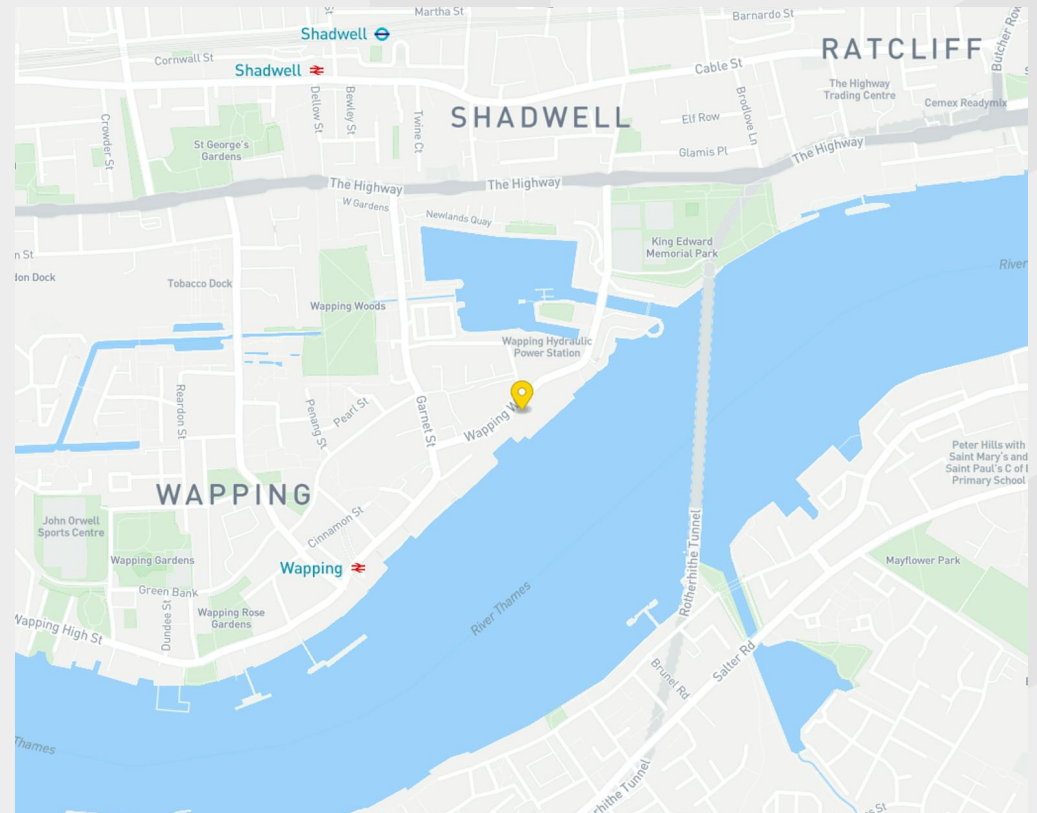 Martha St
Barnardo St
Butcher Row
Shadwell
RATCLIFF
Cornwall St
Shadwell
Cable St
The Highway
Trading Centre
Cemex Readymix
Dellow St
Bewley St
Twine Ct
Brodlove Ln
Crowder St
SHADWELL
Elf Row
St George's
Gardens
Glamis Pl
The Highway
The Highway
The Highway
W Gardens
Newlands Quay
King Edward
Memorial Park
n St
don Dock
River
Tobacco Dock
Wapping Woods
Wapping Hydraulic
Power Station
Reardon St
Penang St
Pearl St
Garnet St
Wapping W
Peter Hills with
Saint Mary's and
Saint Paul's C of
Primary School
WAPPING
John Orwell
Sports Centre
Cinnamon St
Wapping Gardens
Wapping
Rotherhithe Tunnel
Mayflower Park
Green Bank
River Thames
Wapping Rose
Gardens
Dundee St
Wapping High St
Brunel Rd
Salter Rd
Thames
rhithe Tunnel
s St